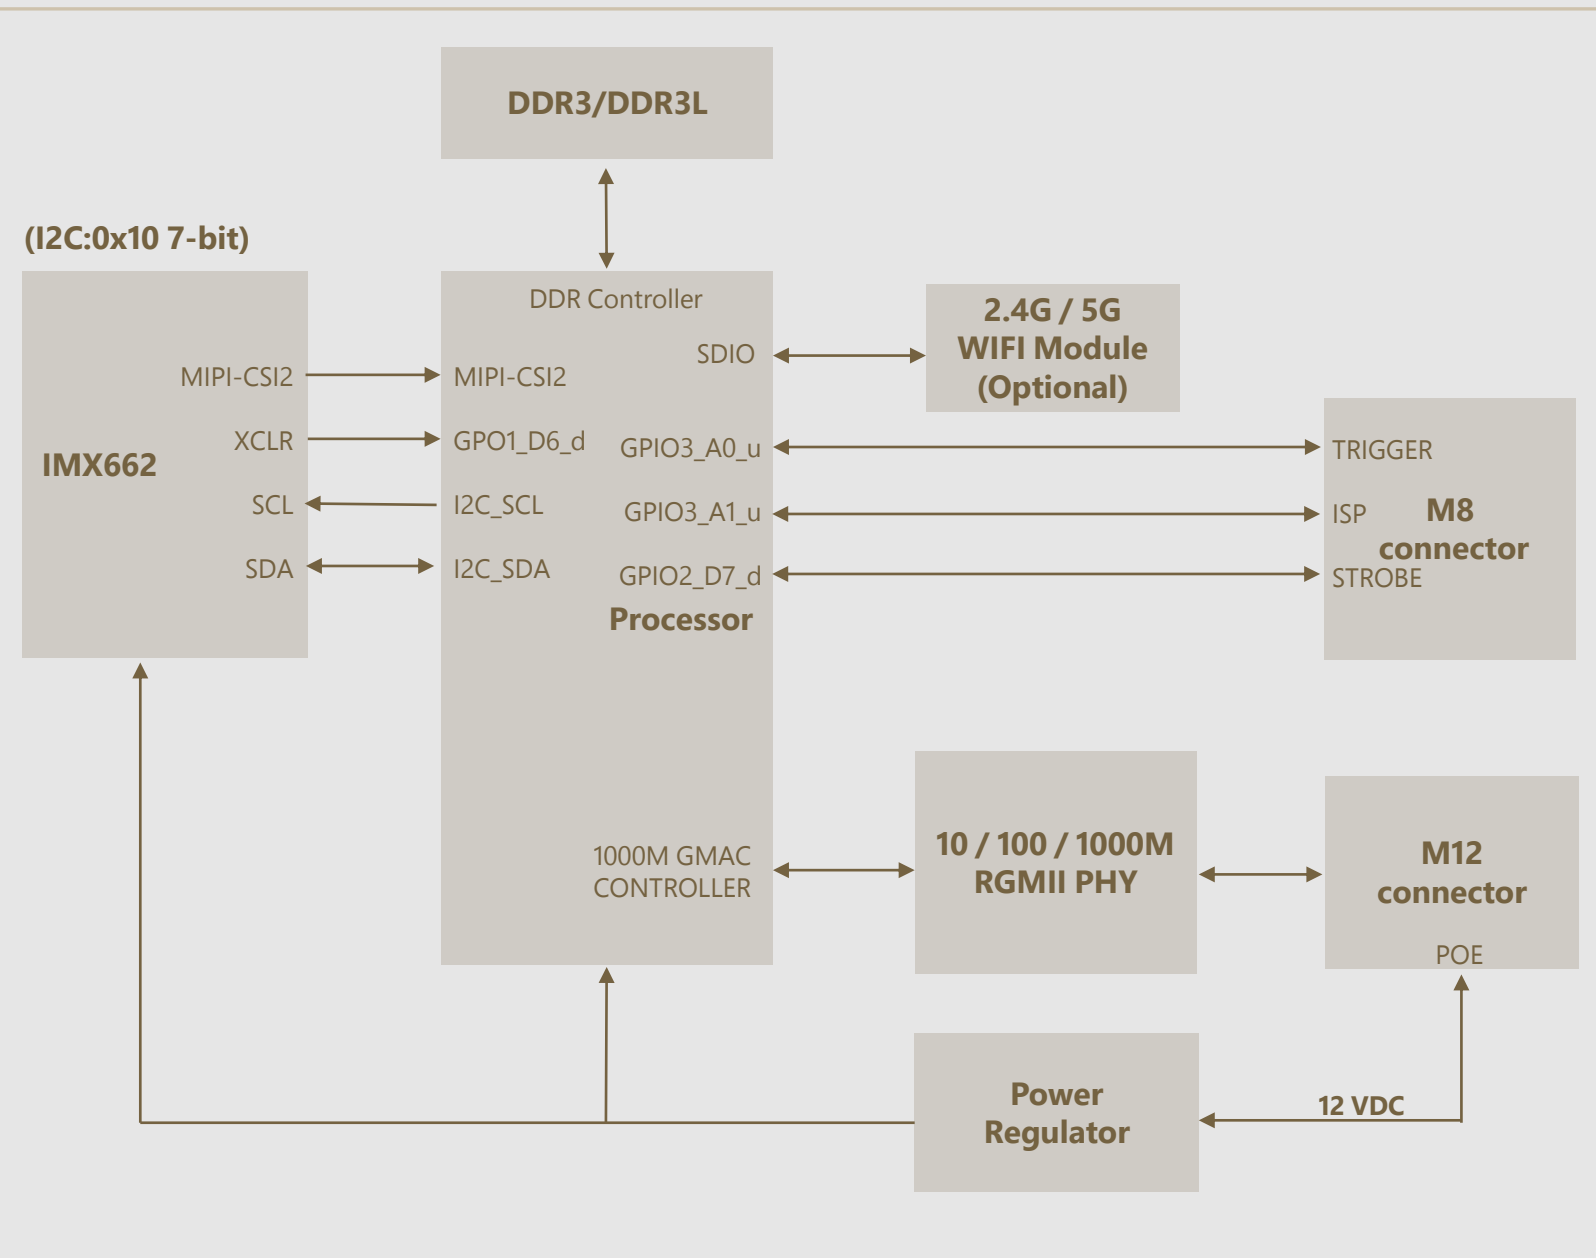 DDR3/DDR3L
(I2C:0x10 7-bit)
IMX662
MIPI-CSI2
XCLR
SCL
SDA
DDR Controller
MIPI-CSI2
GPO1_D6_d
I2C_SCL
I2C_SDA
SDIO
GPIO3_A0_u
GPIO3_A1_u
GPIO2_D7_d
Processor
1000M GMAC
CONTROLLER
2.4G / 5G
WIFI Module
(Optional)
TRIGGER
ISP
STROBE
M8
connector
10 / 100 / 1000M
RGMII PHY
M12
connector
POE
Power
Regulator
12 VDC